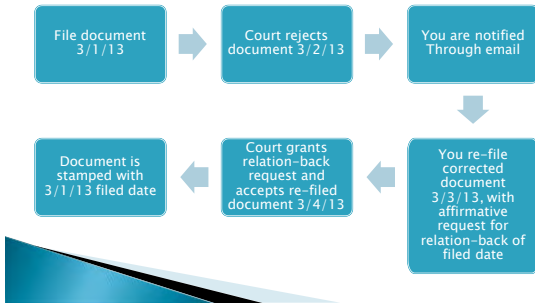 File document
3/1/13
Court rejects
document 3/2/13
You are notified
Through email
You re-file
corrected
document
3/3/13, with
affirmative
request for
relation-back of
filed date
Court grants
relation-back
request and
accepts re-filed
document 3/4/13
Document is
stamped with
3/1/13 filed date